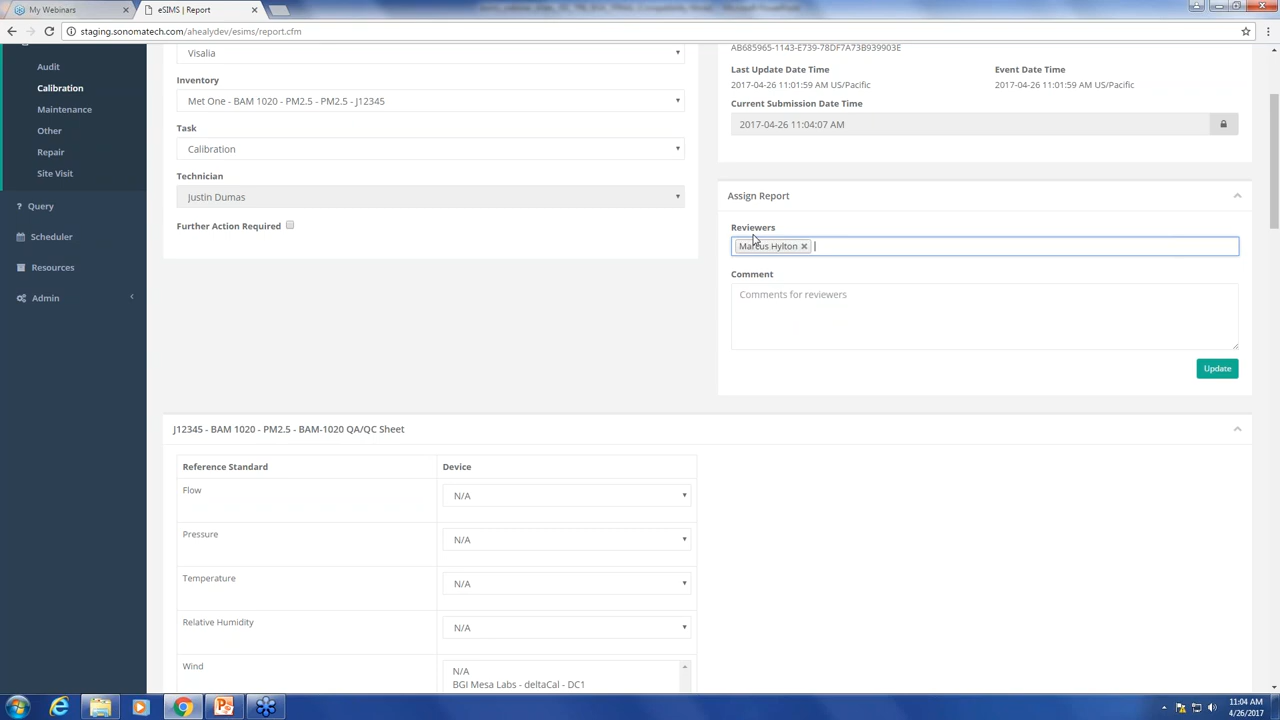 My Webinars
eSIMS | Report
staging.sonomatech.com/ahealydev/esims/report.cfm
Audit
Calibration
Maintenance
Other
Repair
Site Visit
? Query
Scheduler
Resources
Admin
Visalia
Inventory
Met One - BAM 1020 - PM2.5 - PM2.5 - J12345
Task
Calibration
Technician
Justin Dumas
Further Action Required
AB685965-1143-E739-78DF7A73B939903E
Last Update Date Time
Event Date Time
2017-04-26 11:01:59 AM US/Pacific
2017-04-26 11:01:59 AM US/Pacific
Current Submission Date Time
2017-04-26 11:04:07 AM
Assign Report
Reviewers
Marcus Hylton
Comment
Comments for reviewers
Update
J12345 - BAM 1020 - PM2.5 - BAM-1020 QA/QC Sheet
Reference Standard
Device
Flow
N/A
Pressure
N/A
Temperature
N/A
Relative Humidity
N/A
Wind
N/A
BGI Mesa Labs - deltaCal - DC1
11:04 AM
4/26/2017